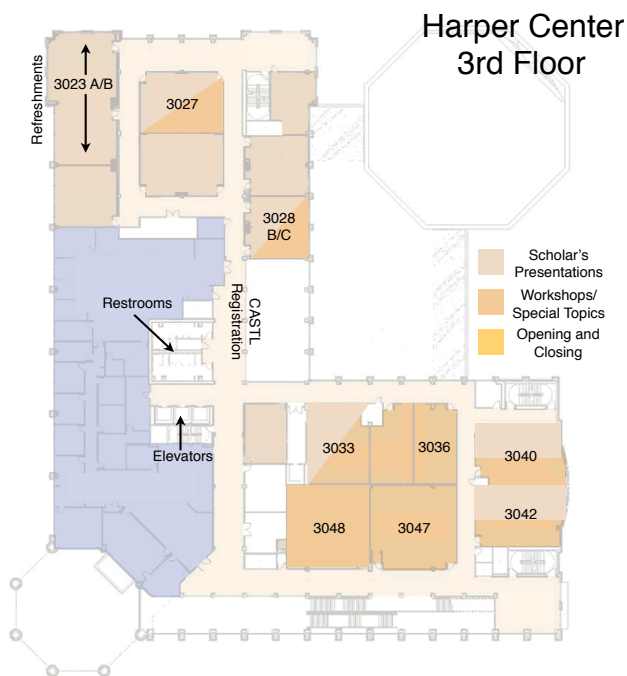 Harper Center
3rd Floor
Refreshments
3023 A/B
3027
3028
B/C
Scholar's
Presentations
Workshops/
Special Topics
Opening and
Closing
Restrooms
CASTL
Registration
Elevators
3033
3036
3040
3042
3048
3047